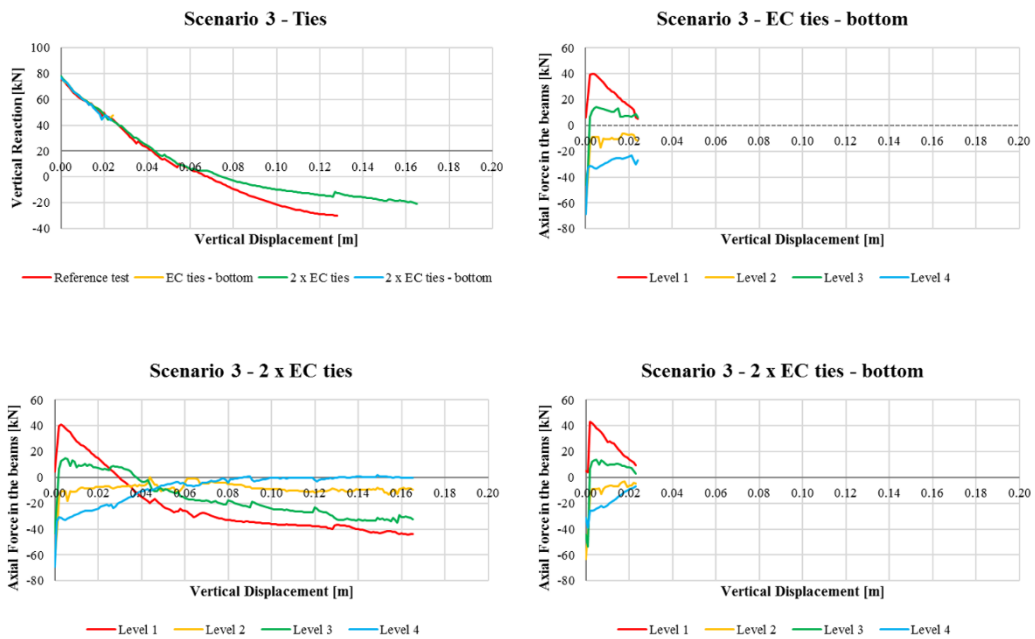 Scenario 3 - Ties
Vertical Reaction [kN]
100
80
60
40
20
0
-20
-40
0.00 0.02 0.04 0.06 0.08 0.10 0.12 0.14 0.16 0.18 0.20
Vertical Displacement [m]
Reference test EC ties - bottom 2 x EC ties 2 x EC ties - bottom
Scenario 3 - EC ties - bottom
Axial Force in the beams [kN]
60
40
20
0
-20
-40
-60
-80
0.00 0.02 0.04 0.06 0.08 0.10 0.12 0.14 0.16 0.18 0.20
Vertical Displacement [m]
Level 1 Level 2 Level 3 Level 4
Scenario 3 - 2 x EC ties
Axial Force in the beams [kN]
60
40
20
0
-20
-40
-60
-80
0.00 0.02 0.04 0.06 0.08 0.10 0.12 0.14 0.16 0.18 0.20
Vertical Displacement [m]
Level 1 Level 2 Level 3 Level 4
Scenario 3 - 2 x EC ties - bottom
Axial Force in the beams [kN]
60
40
20
0
-20
-40
-60
-80
0.00 0.02 0.04 0.06 0.08 0.10 0.12 0.14 0.16 0.18 0.20
Vertical Displacement [m]
Level 1 Level 2 Level 3 Level 4